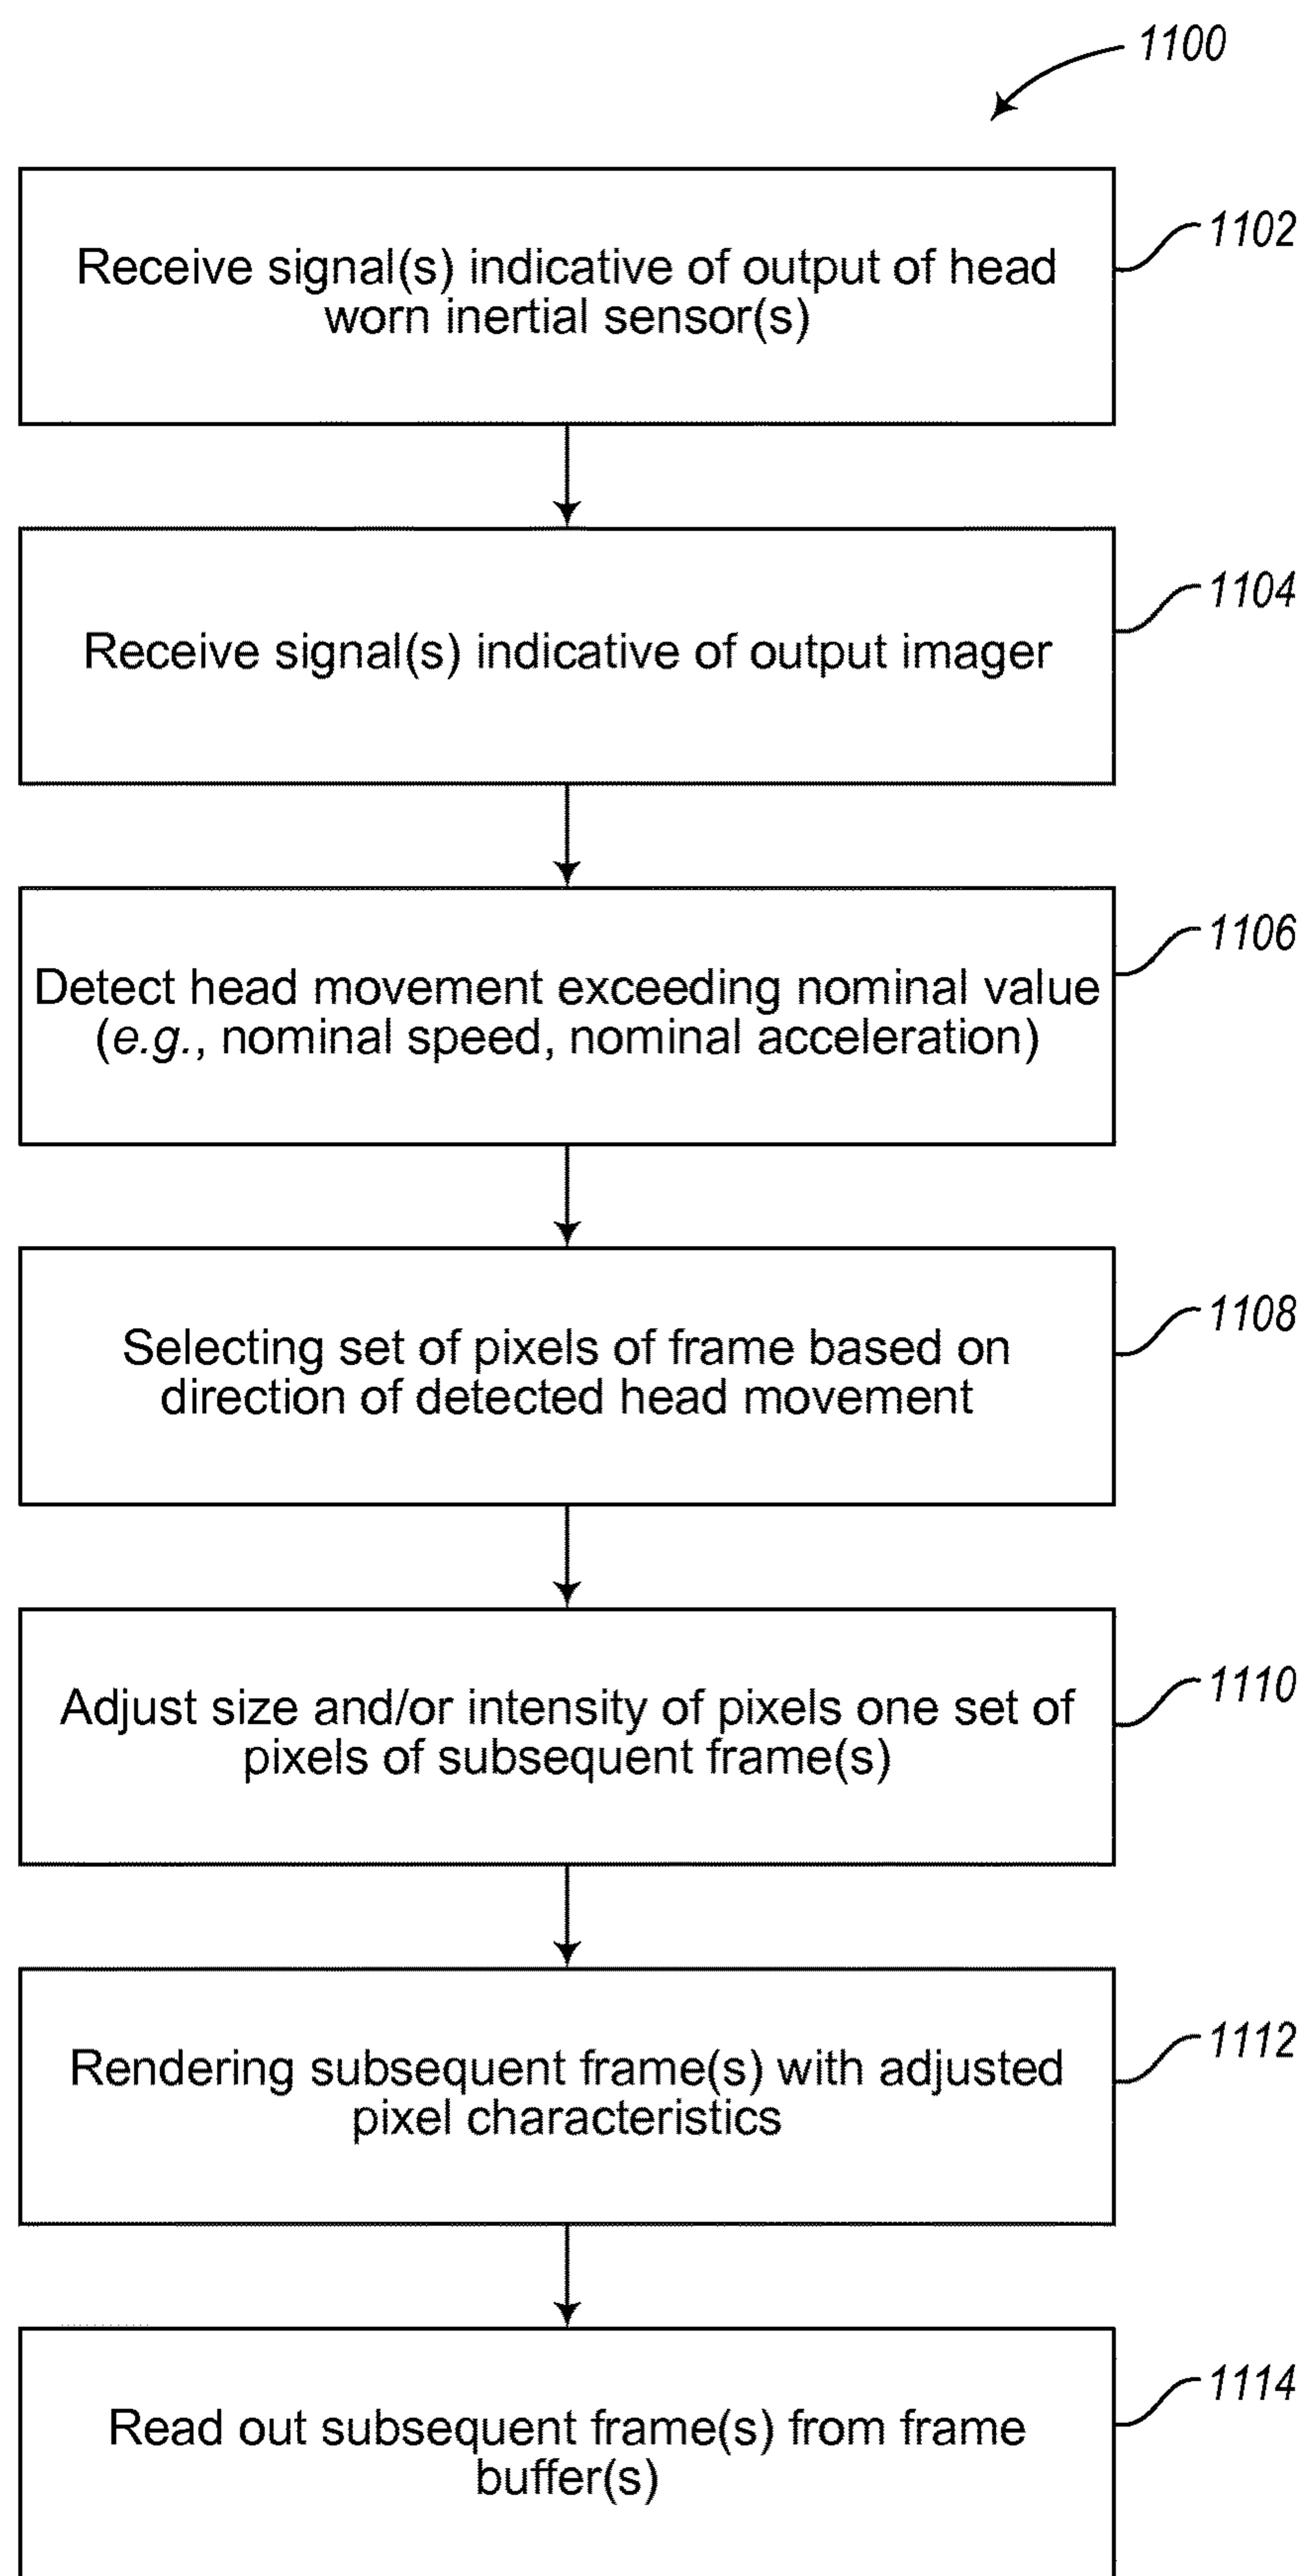 1100
1102
Receive signal(s) indicative of output of head
worn inertial sensor(s)
1104
Receive signal(s) indicative of output imager
1106
Detect head movement exceeding nominal value
(e.g., nominal speed, nominal acceleration)
1108
Selecting set of pixels of frame based on
direction of detected head movement
1110
Adjust size and/or intensity of pixels one set of
pixels of subsequent frame(s)
1112
Rendering subsequent frame(s) with adjusted
pixel characteristics
1114
Read out subsequent frame(s) from frame
buffer(s)